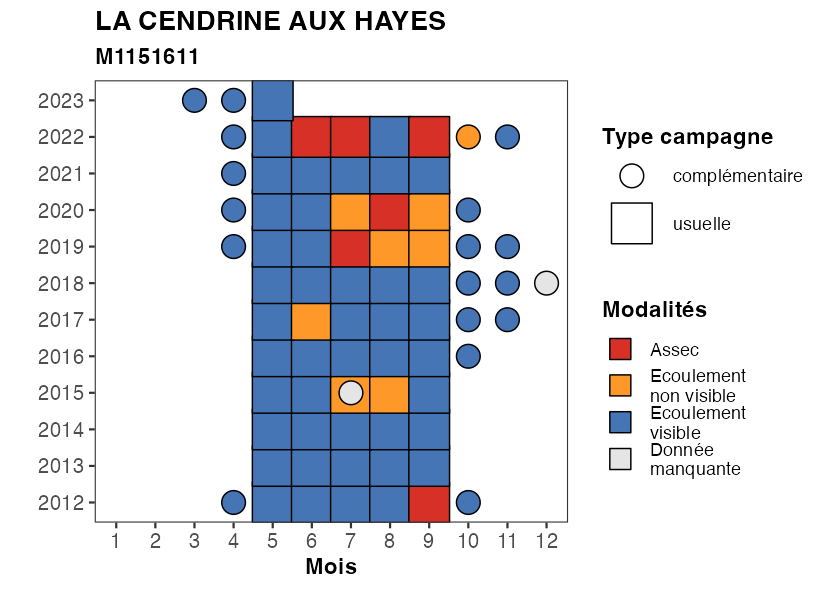 LA CENDRINE AUX HAYES
M1151611
2023
2022
2021
2020
2019
2018
2017
2016
2015
2014
2013
2012
1 2 3 4 5 6 7 8 9 10 11 12
Mois
Type campagne
complémentaire
usuelle
Modalités
Assec
Ecoulement
non visible
Ecoulement
visible
Donnée
manquante